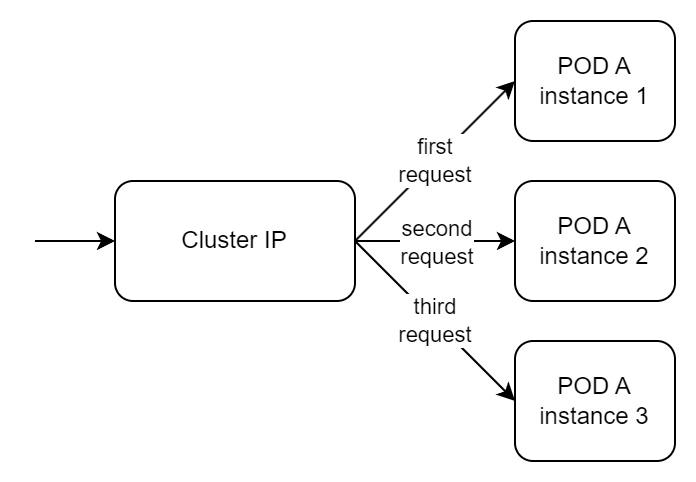 Cluster IP
first
request
second
request
third
request
POD A
instance 1
POD A
instance 2
POD A
instance 3